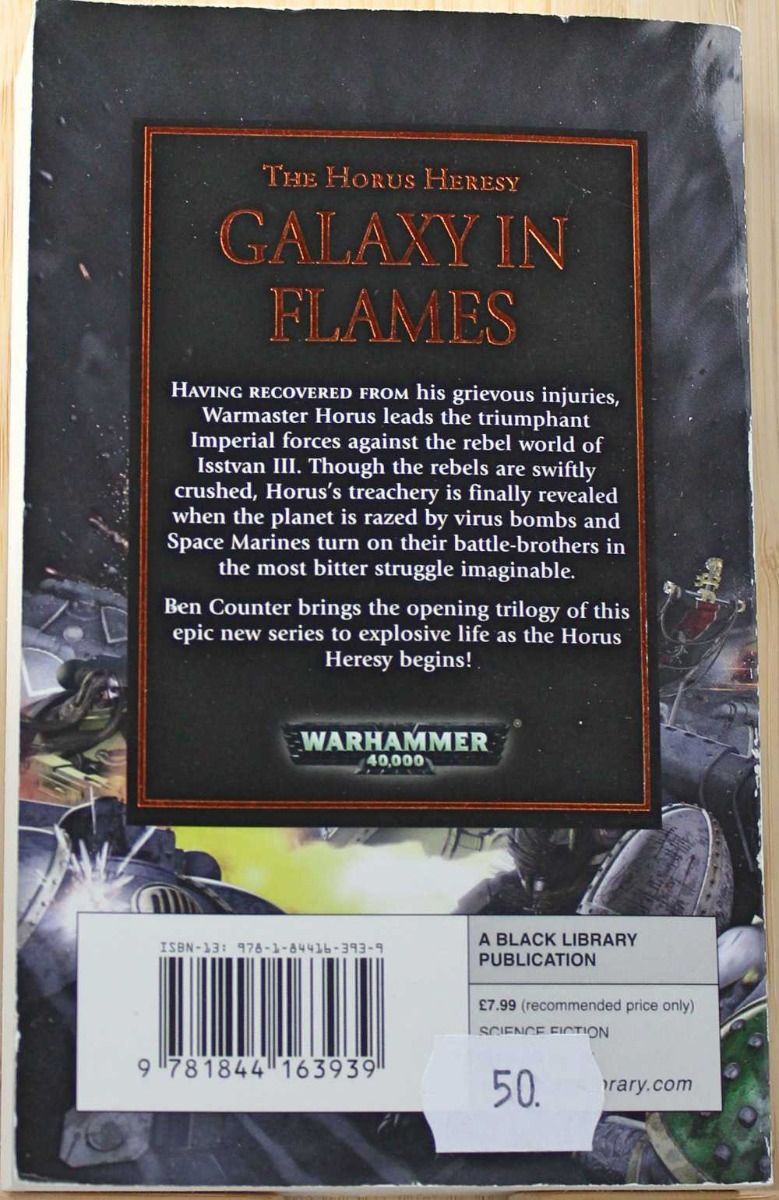 THE HORUS HERESY
GALAXY IN
FLAMES
HAVING RECOVERED FROM his grievous injuries,
Warmaster Horus leads the triumphant
Imperial forces against the rebel world of
Isstvan III. Though the rebels are swiftly
crushed, Horus's treachery is finally revealed
when the planet is razed by virus bombs and
Space Marines turn on their battle-brothers in
the most bitter struggle imaginable.
Ben Counter brings the opening trilogy of this
epic new series to explosive life as the Horus
Heresy begins!
WARHAMMER®
40,000
ISBN-13: 978-1-84416-393-9
9 781844 163939
A BLACK LIBRARY
PUBLICATION
£7.99 (recommended price only)
SCIENCE FICTION
rary.com
50.